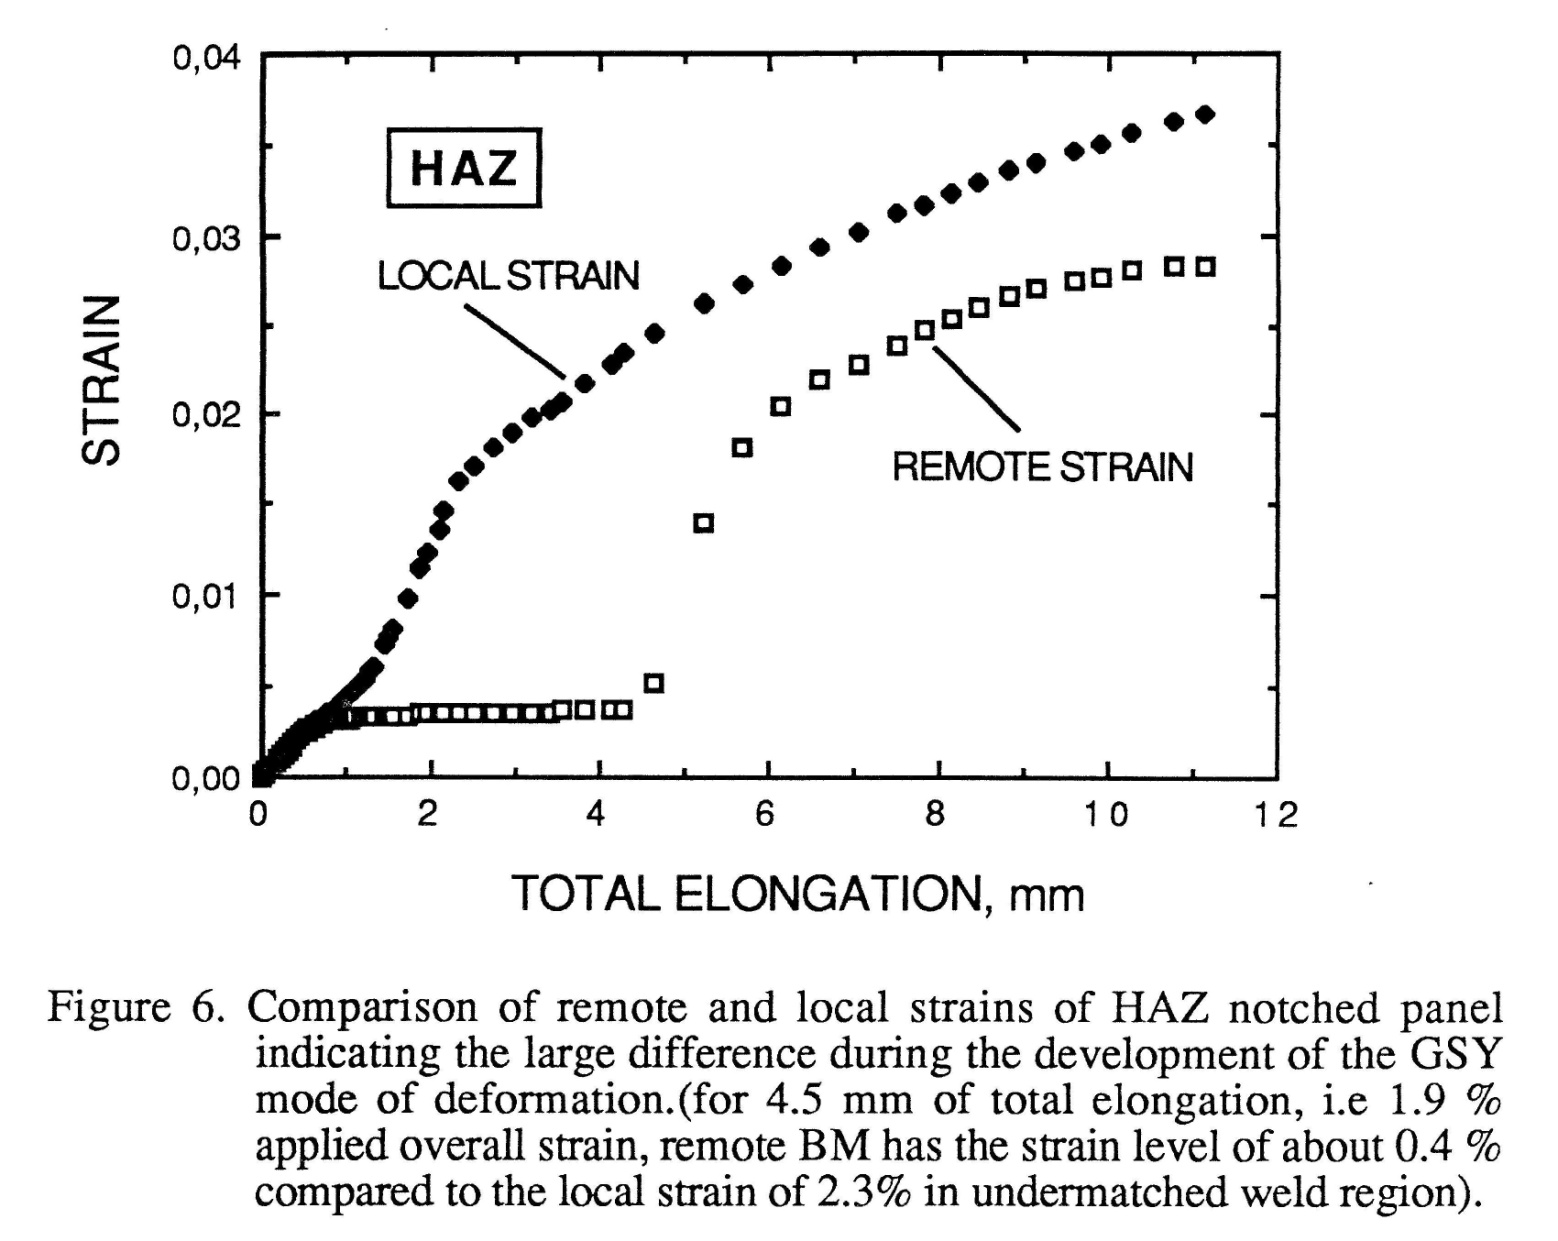 0,04
HAZ
0,03
LOCAL STRAIN
STRAIN
0,02
REMOTE STRAIN
0,01
0,00
0 2 4 6 8 10 12
TOTAL ELONGATION, mm
Figure 6. Comparison of remote and local strains of HAZ notched panel
indicating the large difference during the development of the GSY
mode of deformation.(for 4.5 mm of total elongation, i.e 1.9 %
applied overall strain, remote BM has the strain level of about 0.4 %
compared to the local strain of 2.3% in undermatched weld region).